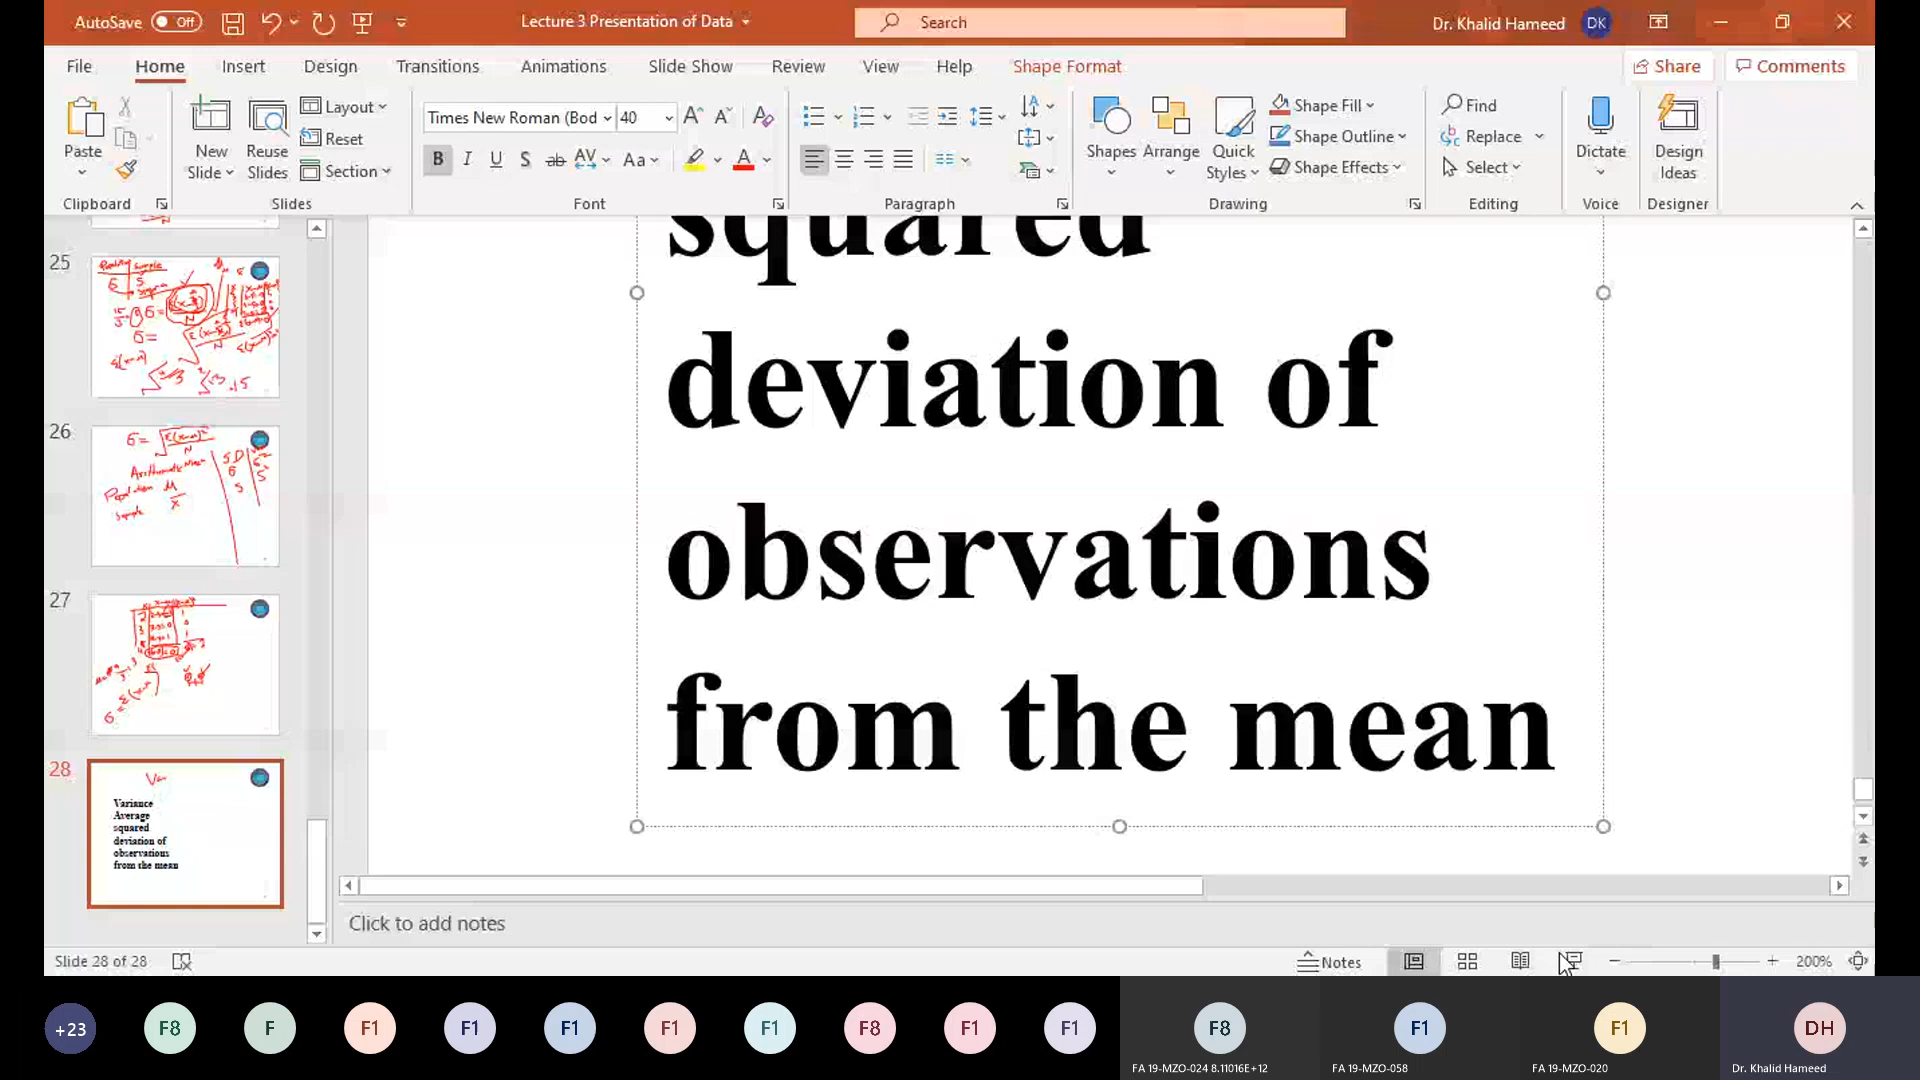 AutoSave Off
Lecture 3 Presentation of Data
Search
Dr. Khalid Hameed
DK
File Home Insert Design Transitions Animations Slide Show Review View Help Shape Format
Share
Comments
Paste
Clipboard
New Slide
Reuse Slides
Layout
Reset
Section
Slides
Times New Roman (Bod
40
B I U S ab AV Aa A
Font
Paragraph
Shapes
Arrange
Quick Styles
Shape Fill
Shape Outline
Shape Effects
Drawing
Find
Replace
Select
Editing
Dictate
Voice
Design Ideas
Designer
25
26
27
28
Variance
Average
squared
deviation of
observations
from the mean
squared
deviation of
observations
from the mean
Click to add notes
Slide 28 of 28
Notes
200%
+23
F8
F
F1
F1
F1
F1
F1
F8
F1
F1
F8
F1
F1
DH
FA 19-MZO-024 8.11016E+12
FA 19-MZO-058
FA 19-MZO-020
Dr. Khalid Hameed